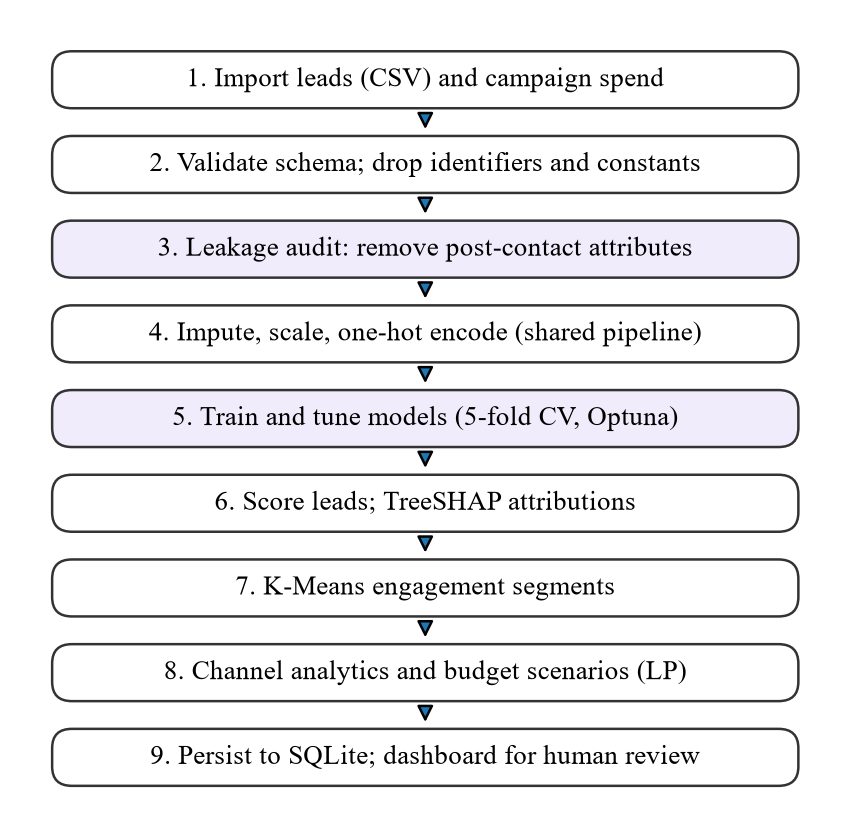 1. Import leads (CSV) and campaign spend
2. Validate schema; drop identifiers and constants
3. Leakage audit: remove post-contact attributes
4. Impute, scale, one-hot encode (shared pipeline)
5. Train and tune models (5-fold CV, Optuna)
6. Score leads; TreeSHAP attributions
7. K-Means engagement segments
8. Channel analytics and budget scenarios (LP)
9. Persist to SQLite; dashboard for human review